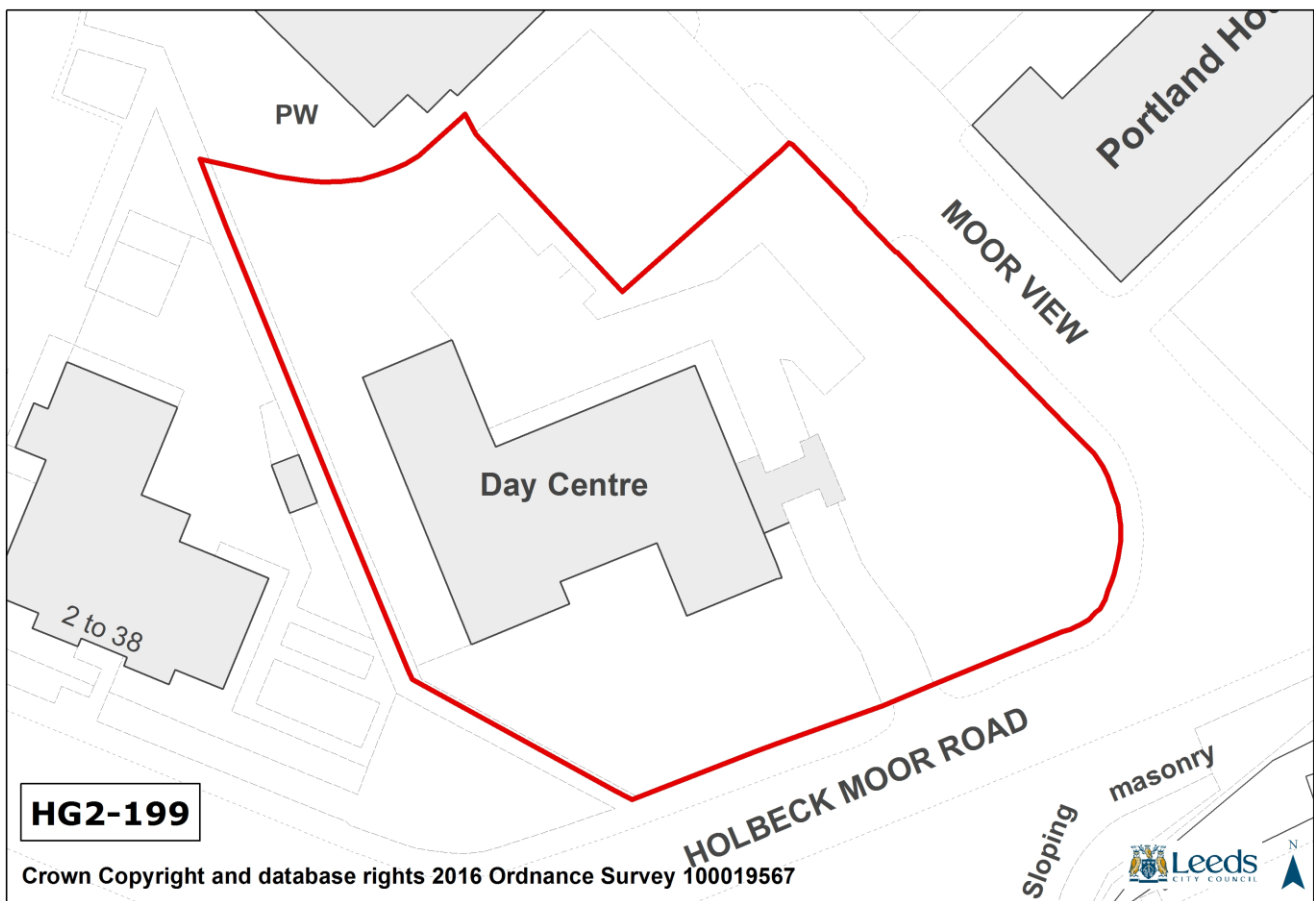 PW
Portland Hou
MOOR VIEW
Day Centre
2 to 38
HOLBECK MOOR ROAD
masonry
Sloping
HG2-199
Crown Copyright and database rights 2016 Ordnance Survey 100019567
Leeds
CITY COUNCIL
N